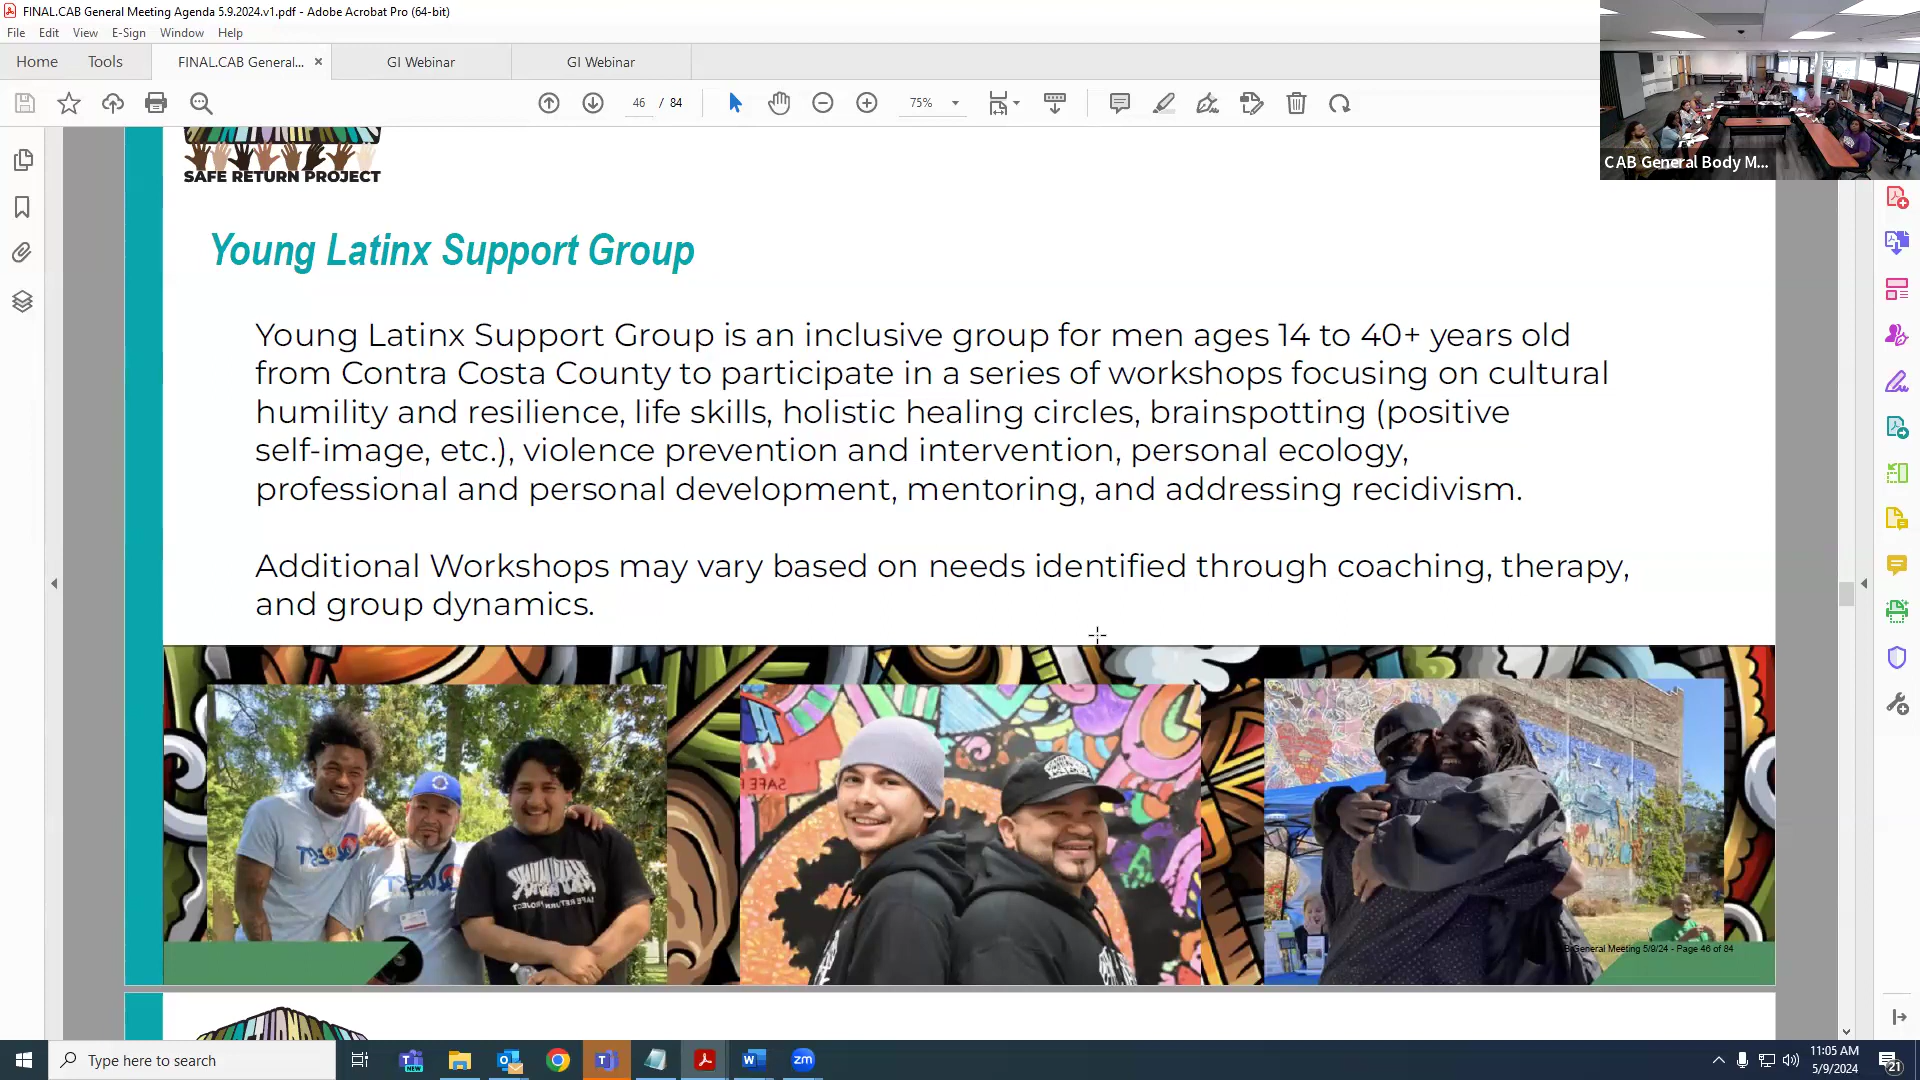 FINAL.CAB General Meeting Agenda 5.9.2024.v1.pdf - Adobe Acrobat Pro (64-bit)
File Edit View E-Sign Window Help
Home Tools FINAL.CAB General... × GI Webinar GI Webinar
46 / 84 75%
CAB General Body M...
SAFE RETURN PROJECT
Young Latinx Support Group
Young Latinx Support Group is an inclusive group for men ages 14 to 40+ years old
from Contra Costa County to participate in a series of workshops focusing on cultural
humility and resilience, life skills, holistic healing circles, brainspotting (positive
self-image, etc.), violence prevention and intervention, personal ecology,
professional and personal development, mentoring, and addressing recidivism.
Additional Workshops may vary based on needs identified through coaching, therapy,
and group dynamics.
General Meeting 5/9/24 - Page 46 of 84
Type here to search
11:05 AM
5/9/2024
21